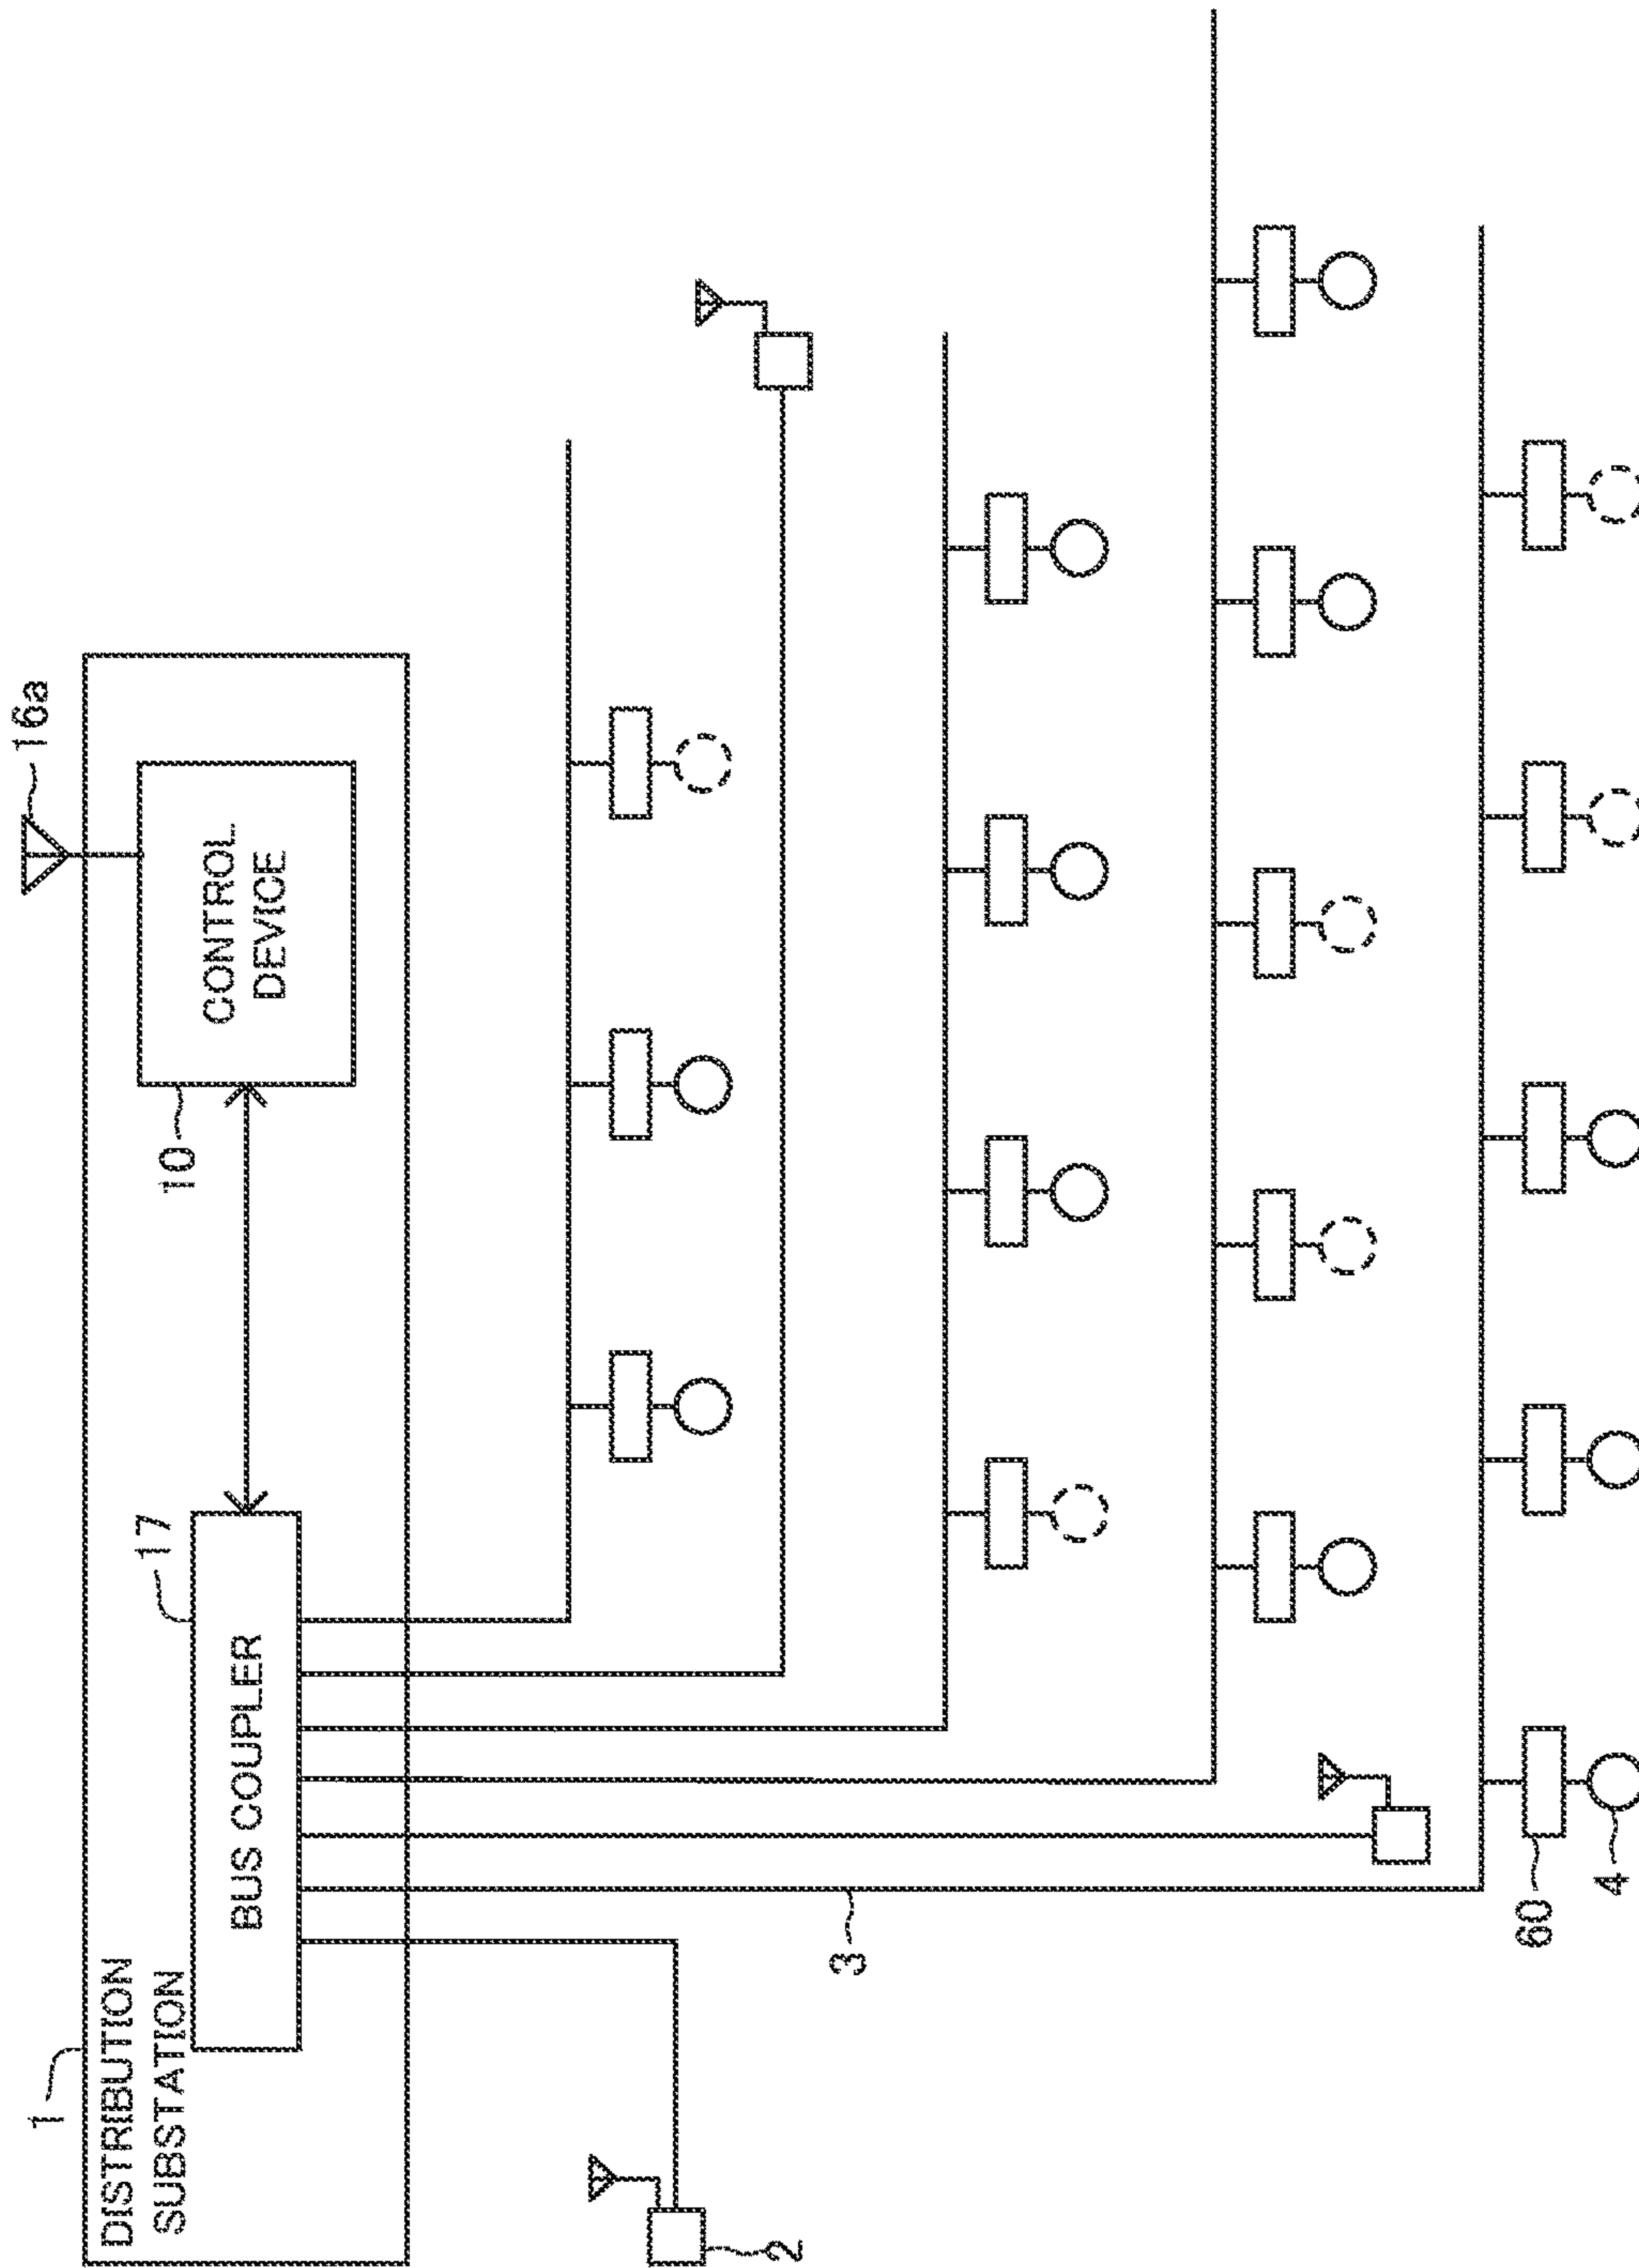 1
DISTRIBUTION
SUBSTATION
17
BUS COUPLER
10
CONTROL
DEVICE
16a
2
3
60
4